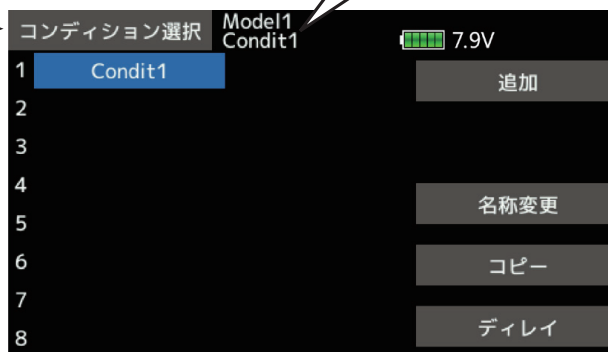 コンディション選択
Model1
Condit1
7.9V
1 Condit1
追加
2
3
4
名称変更
5
6
コピー
7
ディレイ
8